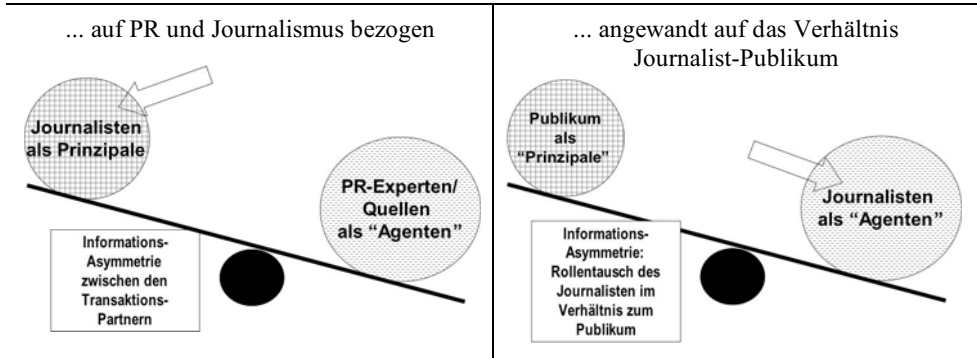 ... auf PR und Journalismus bezogen
Journalisten
als Prinzipale
PR-Experten/
Quellen
als “Agenten”
Informations-
Asymmetrie
zwischen den
Transaktions-
Partnern
... angewandt auf das Verhältnis
Journalist-Publikum
Publikum
als
“Prinzipale”
Journalisten
als “Agenten”
Informations-
Asymmetrie:
Rollentausch des
Journalisten im
Verhältnis zum
Publikum